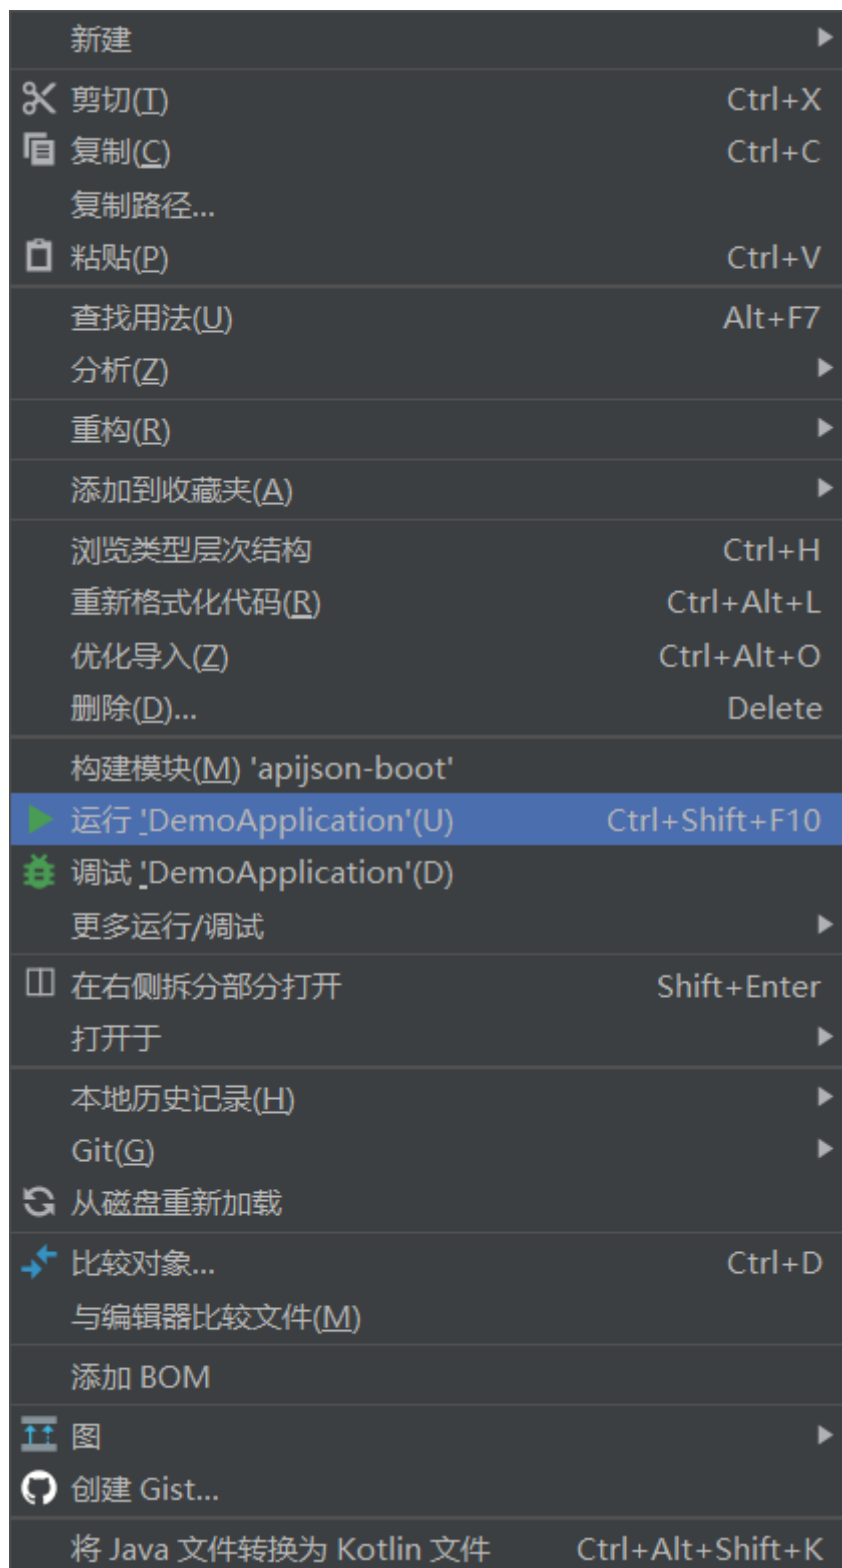 新建
剪切(T) Ctrl+X
复制(C) Ctrl+C
复制路径...
粘贴(P) Ctrl+V
查找用法(U) Alt+F7
分析(Z)
重构(R)
添加到收藏夹(A)
浏览类型层次结构 Ctrl+H
重新格式化代码(R) Ctrl+Alt+L
优化导入(Z) Ctrl+Alt+O
删除(D)... Delete
构建模块(M) 'apijson-boot'
运行 'DemoApplication'(U) Ctrl+Shift+F10
调试 'DemoApplication'(D)
更多运行/调试
在右侧拆分部分打开 Shift+Enter
打开于
本地历史记录(H)
Git(G)
从磁盘重新加载
比较对象... Ctrl+D
与编辑器比较文件(M)
添加 BOM
图
创建 Gist...
将 Java 文件转换为 Kotlin 文件 Ctrl+Alt+Shift+K